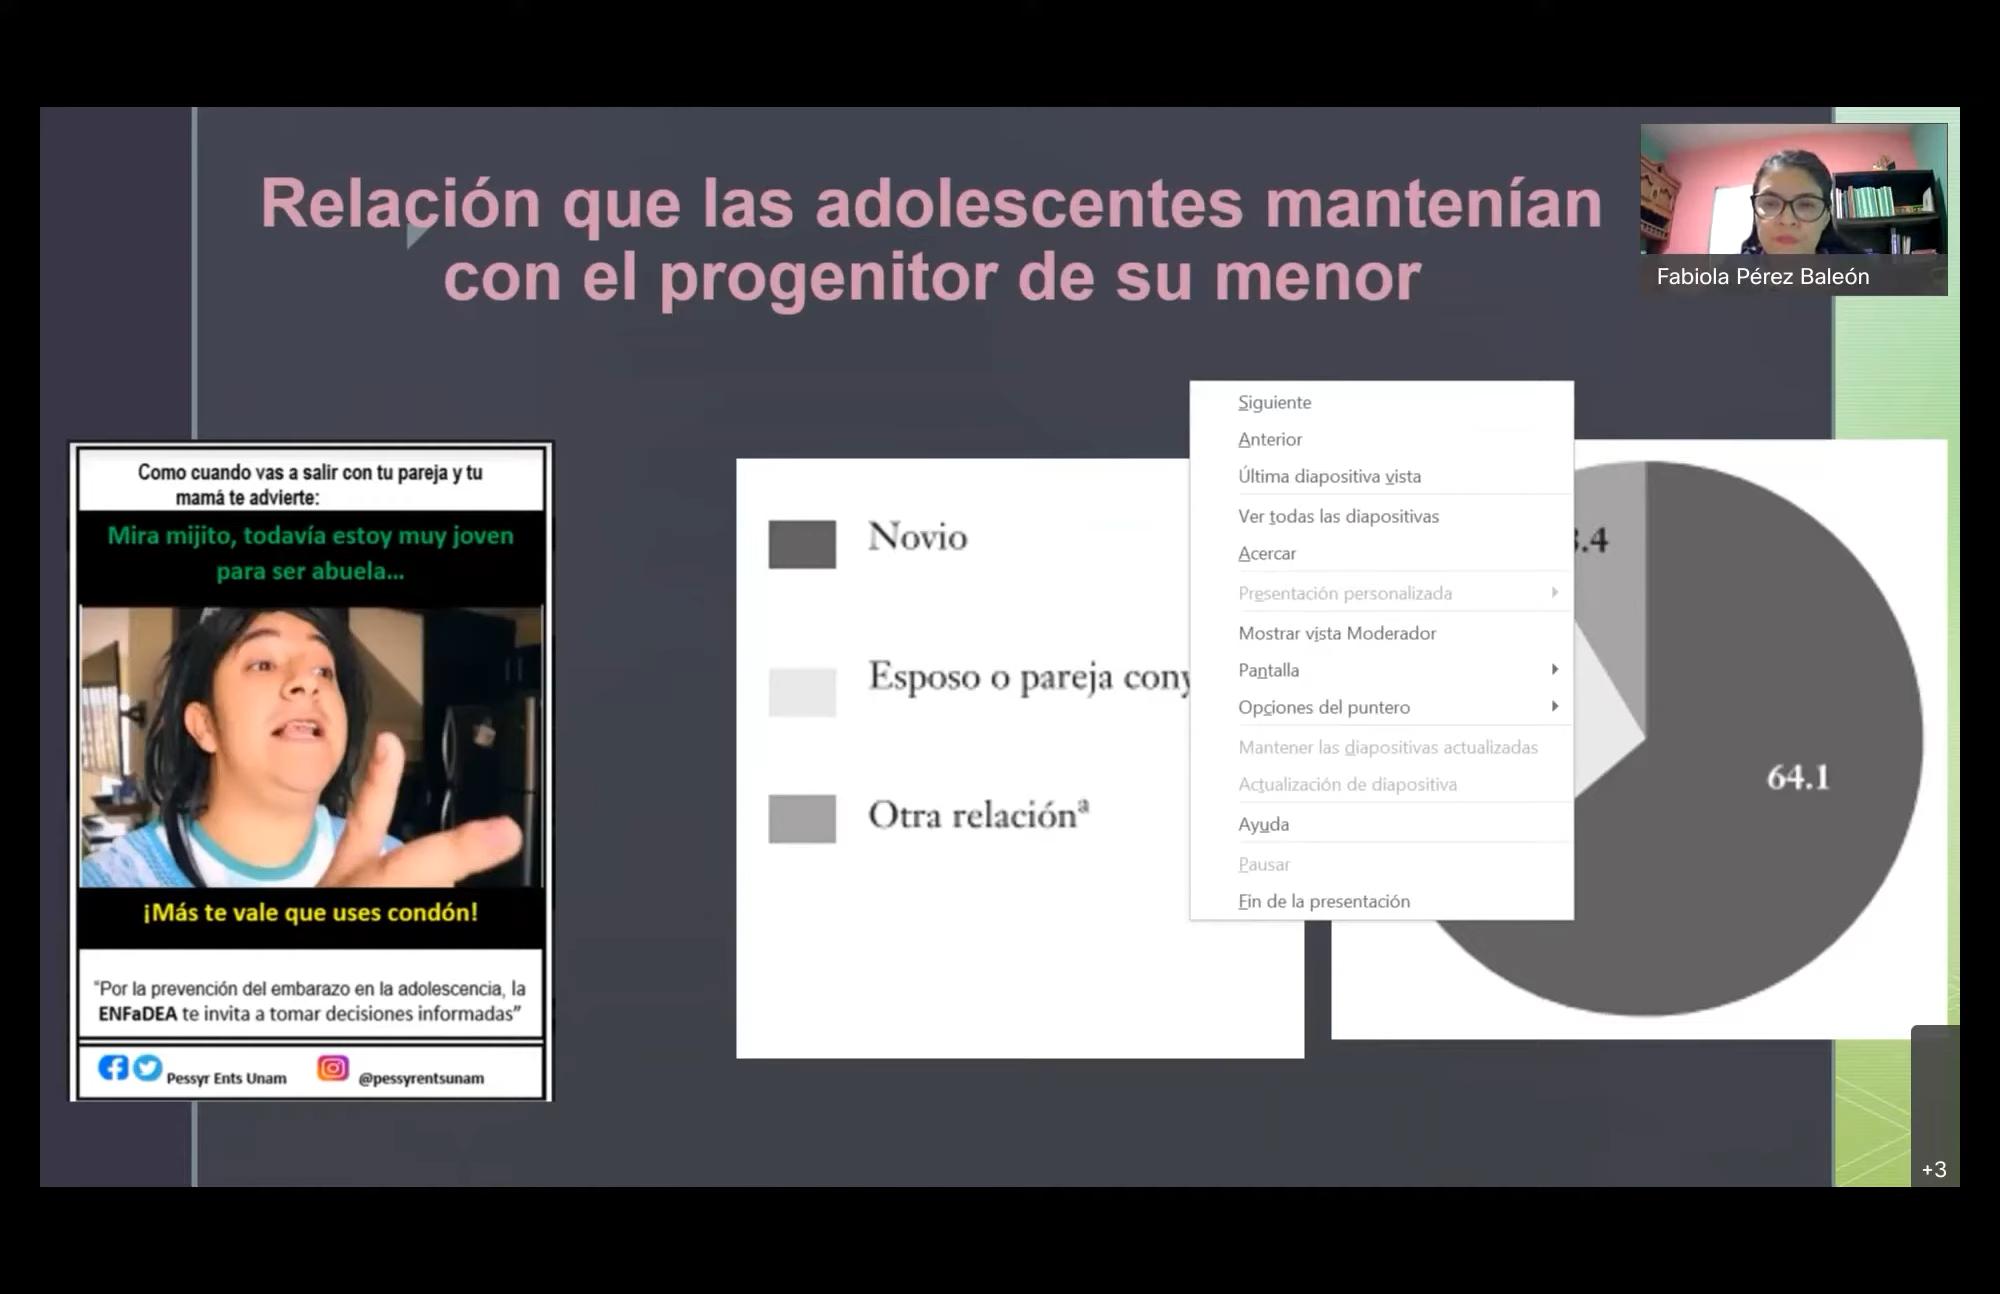 Relación que las adolescentes mantenían
con el progenitor de su menor
Fabiola Pérez Baleón
Como cuando vas a salir con tu pareja y tu
mamá te advierte:
Mira mijito, todavía estoy muy joven
para ser abuela...
¡Más te vale que uses condón!
"Por la prevención del embarazo en la adolescencia, la
ENFaDEA te invita a tomar decisiones informadas"
Pessyr Ents Unam @pessyrentsunam
Novio
Esposo o pareja
Otra relaciónª
Siguiente
Anterior
Última diapositiva vista
Ver todas las diapositivas
Acercar
Presentación personalizada
Mostrar vista Moderador
Pantalla
Opciones del puntero
Mantener las diapositivas actualizadas
Actualización de diapositiva
Ayuda
Pausar
Fin de la presentación
64.1
+3